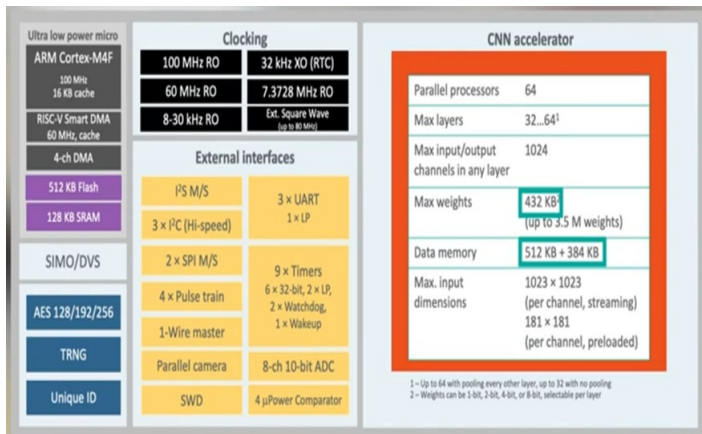 Ultra low power micro
ARM Cortex-M4F
100 MHz
16 KB cache
RISC-V Smart DMA
60 MHz, cache
4-ch DMA
512 KB Flash
128 KB SRAM
SIMO/DVS
AES 128/192/256
TRNG
Unique ID
Clocking
100 MHz RO
32 kHz XO (RTC)
60 MHz RO
7.3728 MHz RO
8-30 kHz RO
Ext. Square Wave
(up to 80 MHz)
External interfaces
I²S M/S
3 × I²C (Hi-speed)
2 × SPI M/S
4 × Pulse train
1-Wire master
Parallel camera
SWD
3 × UART
1 × LP
9 × Timers
6 × 32-bit, 2 × LP,
2 × Watchdog,
1 × Wakeup
8-ch 10-bit ADC
4 µPower Comparator
CNN accelerator
Parallel processors 64
Max layers 32...64¹
Max input/output 1024
channels in any layer
Max weights 432 KB²
(up to 3.5 M weights)
Data memory 512 KB + 384 KB
Max. input 1023 × 1023
dimensions (per channel, streaming)
181 × 181
(per channel, preloaded)
1 – Up to 64 with pooling every other layer, up to 32 with no pooling
2 – Weights can be 1-bit, 2-bit, 4-bit, or 8-bit, selectable per layer